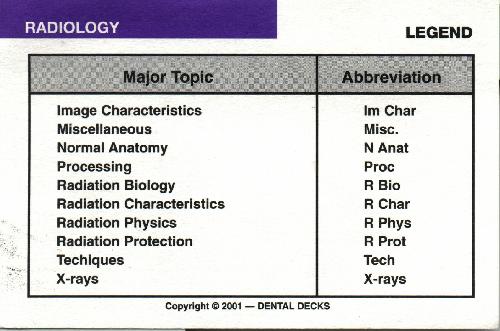 RADIOLOGY
LEGEND
Major Topic Abbreviation
Image Characteristics Im Char
Miscellaneous Misc.
Normal Anatomy N Anat
Processing Proc
Radiation Biology R Bio
Radiation Characteristics R Char
Radiation Physics R Phys
Radiation Protection R Prot
Techiques Tech
X-rays X-rays
Copyright © 2001 — DENTAL DECKS